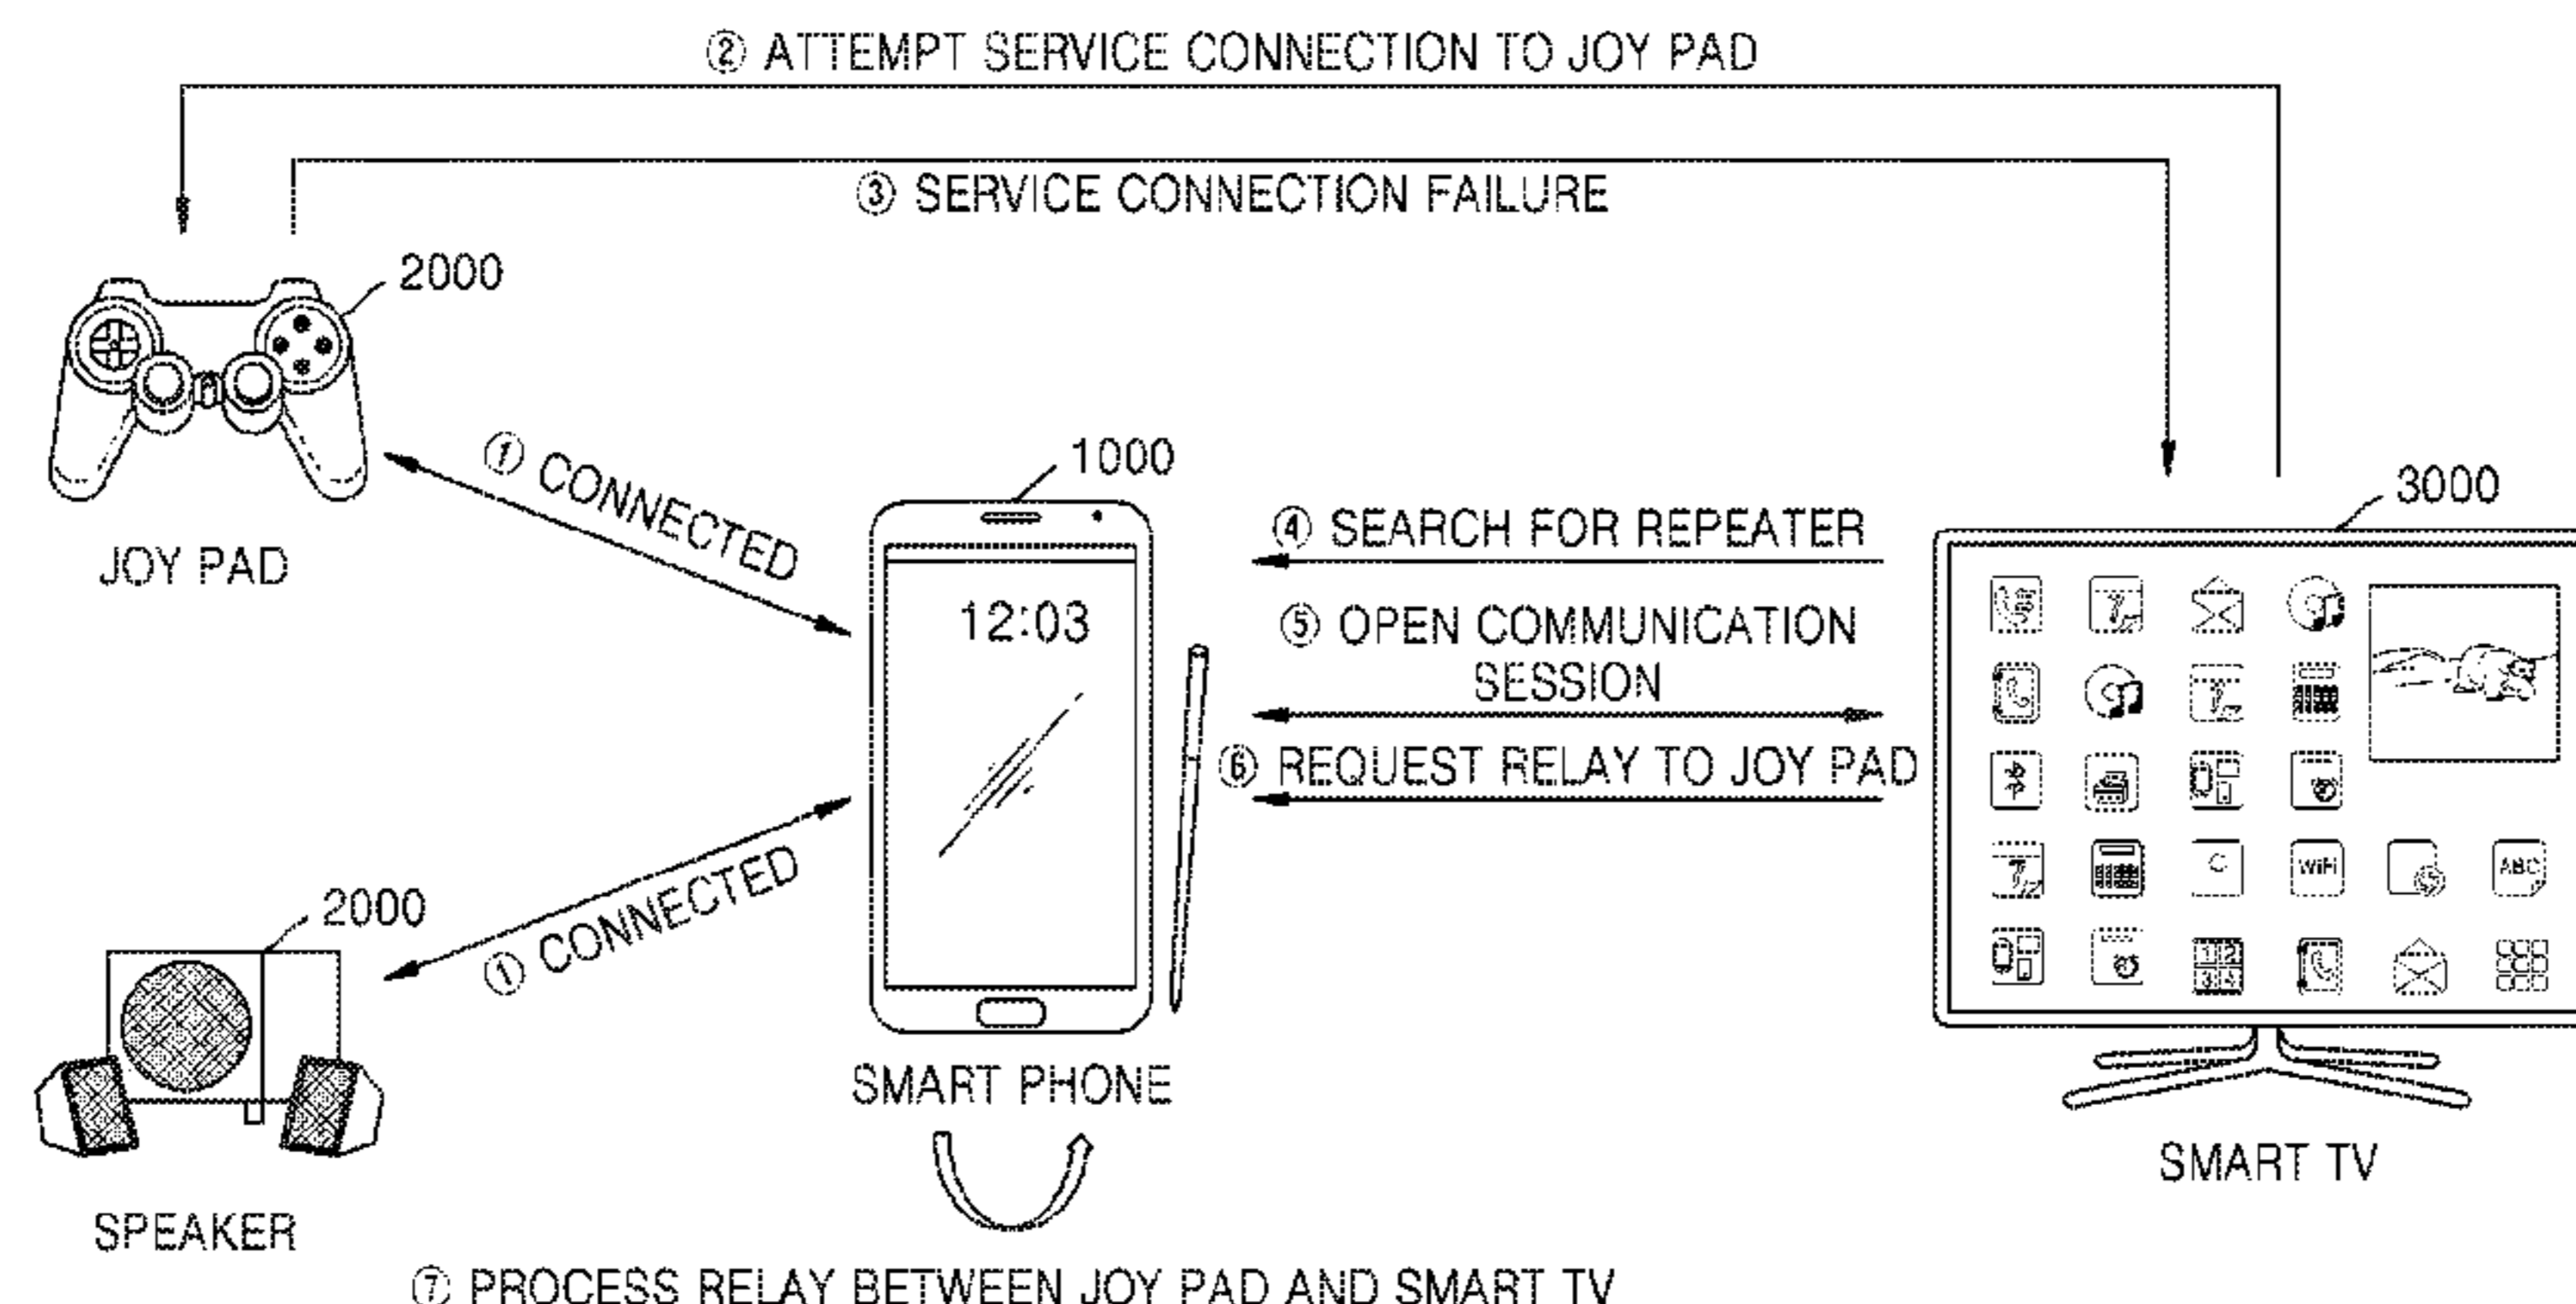 ② ATTEMPT SERVICE CONNECTION TO JOY PAD
③ SERVICE CONNECTION FAILURE
2000
① CONNECTED
JOY PAD
1000
12:03
④ SEARCH FOR REPEATER
⑤ OPEN COMMUNICATION
SESSION
⑥ REQUEST RELAY TO JOY PAD
3000
WiFi
ABC
① CONNECTED
2000
SPEAKER
SMART PHONE
SMART TV
⑦ PROCESS RELAY BETWEEN JOY PAD AND SMART TV